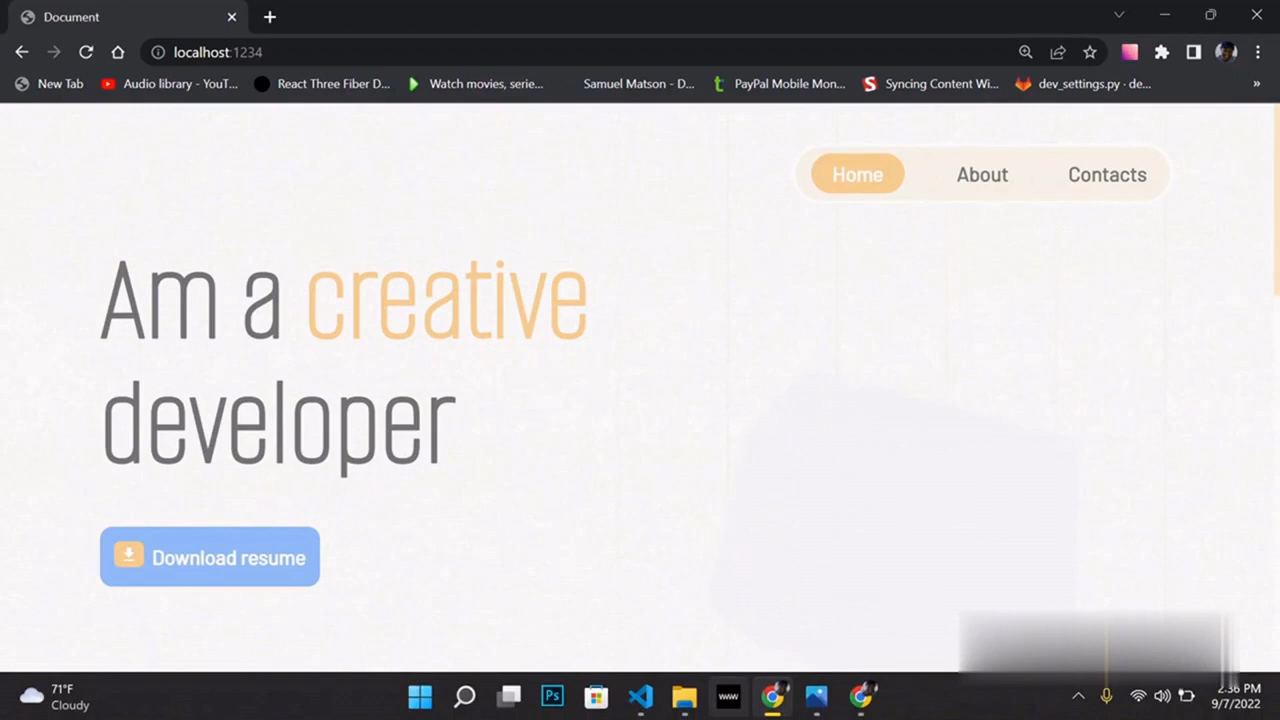 Document
localhost:1234
New Tab
Audio library - YouT...
React Three Fiber D...
Watch movies, serie...
Samuel Matson - D...
PayPal Mobile Mon...
Syncing Content Wi...
dev_settings.py · de...
»
Home
About
Contacts
Am a creative
developer
Download resume
71°F
Cloudy
Ps
www
2:36 PM
9/7/2022